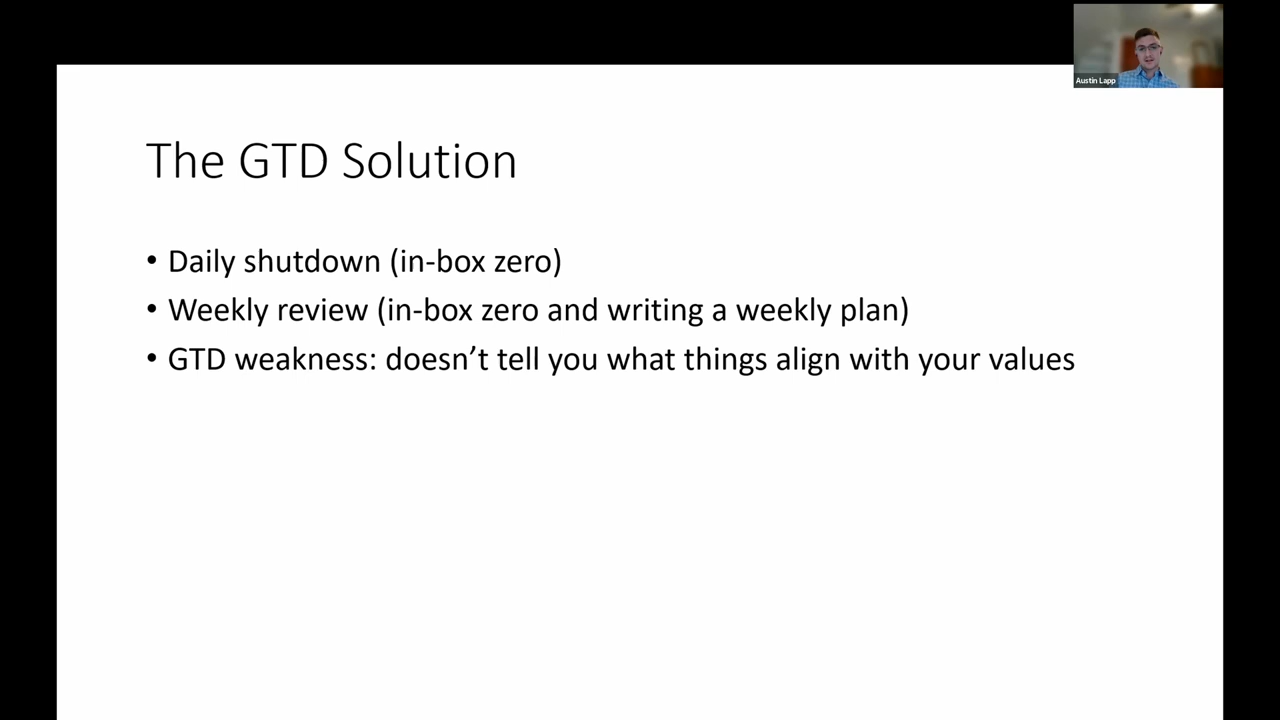 Austin Lapp
The GTD Solution
• Daily shutdown (in-box zero)
• Weekly review (in-box zero and writing a weekly plan)
• GTD weakness: doesn’t tell you what things align with your values